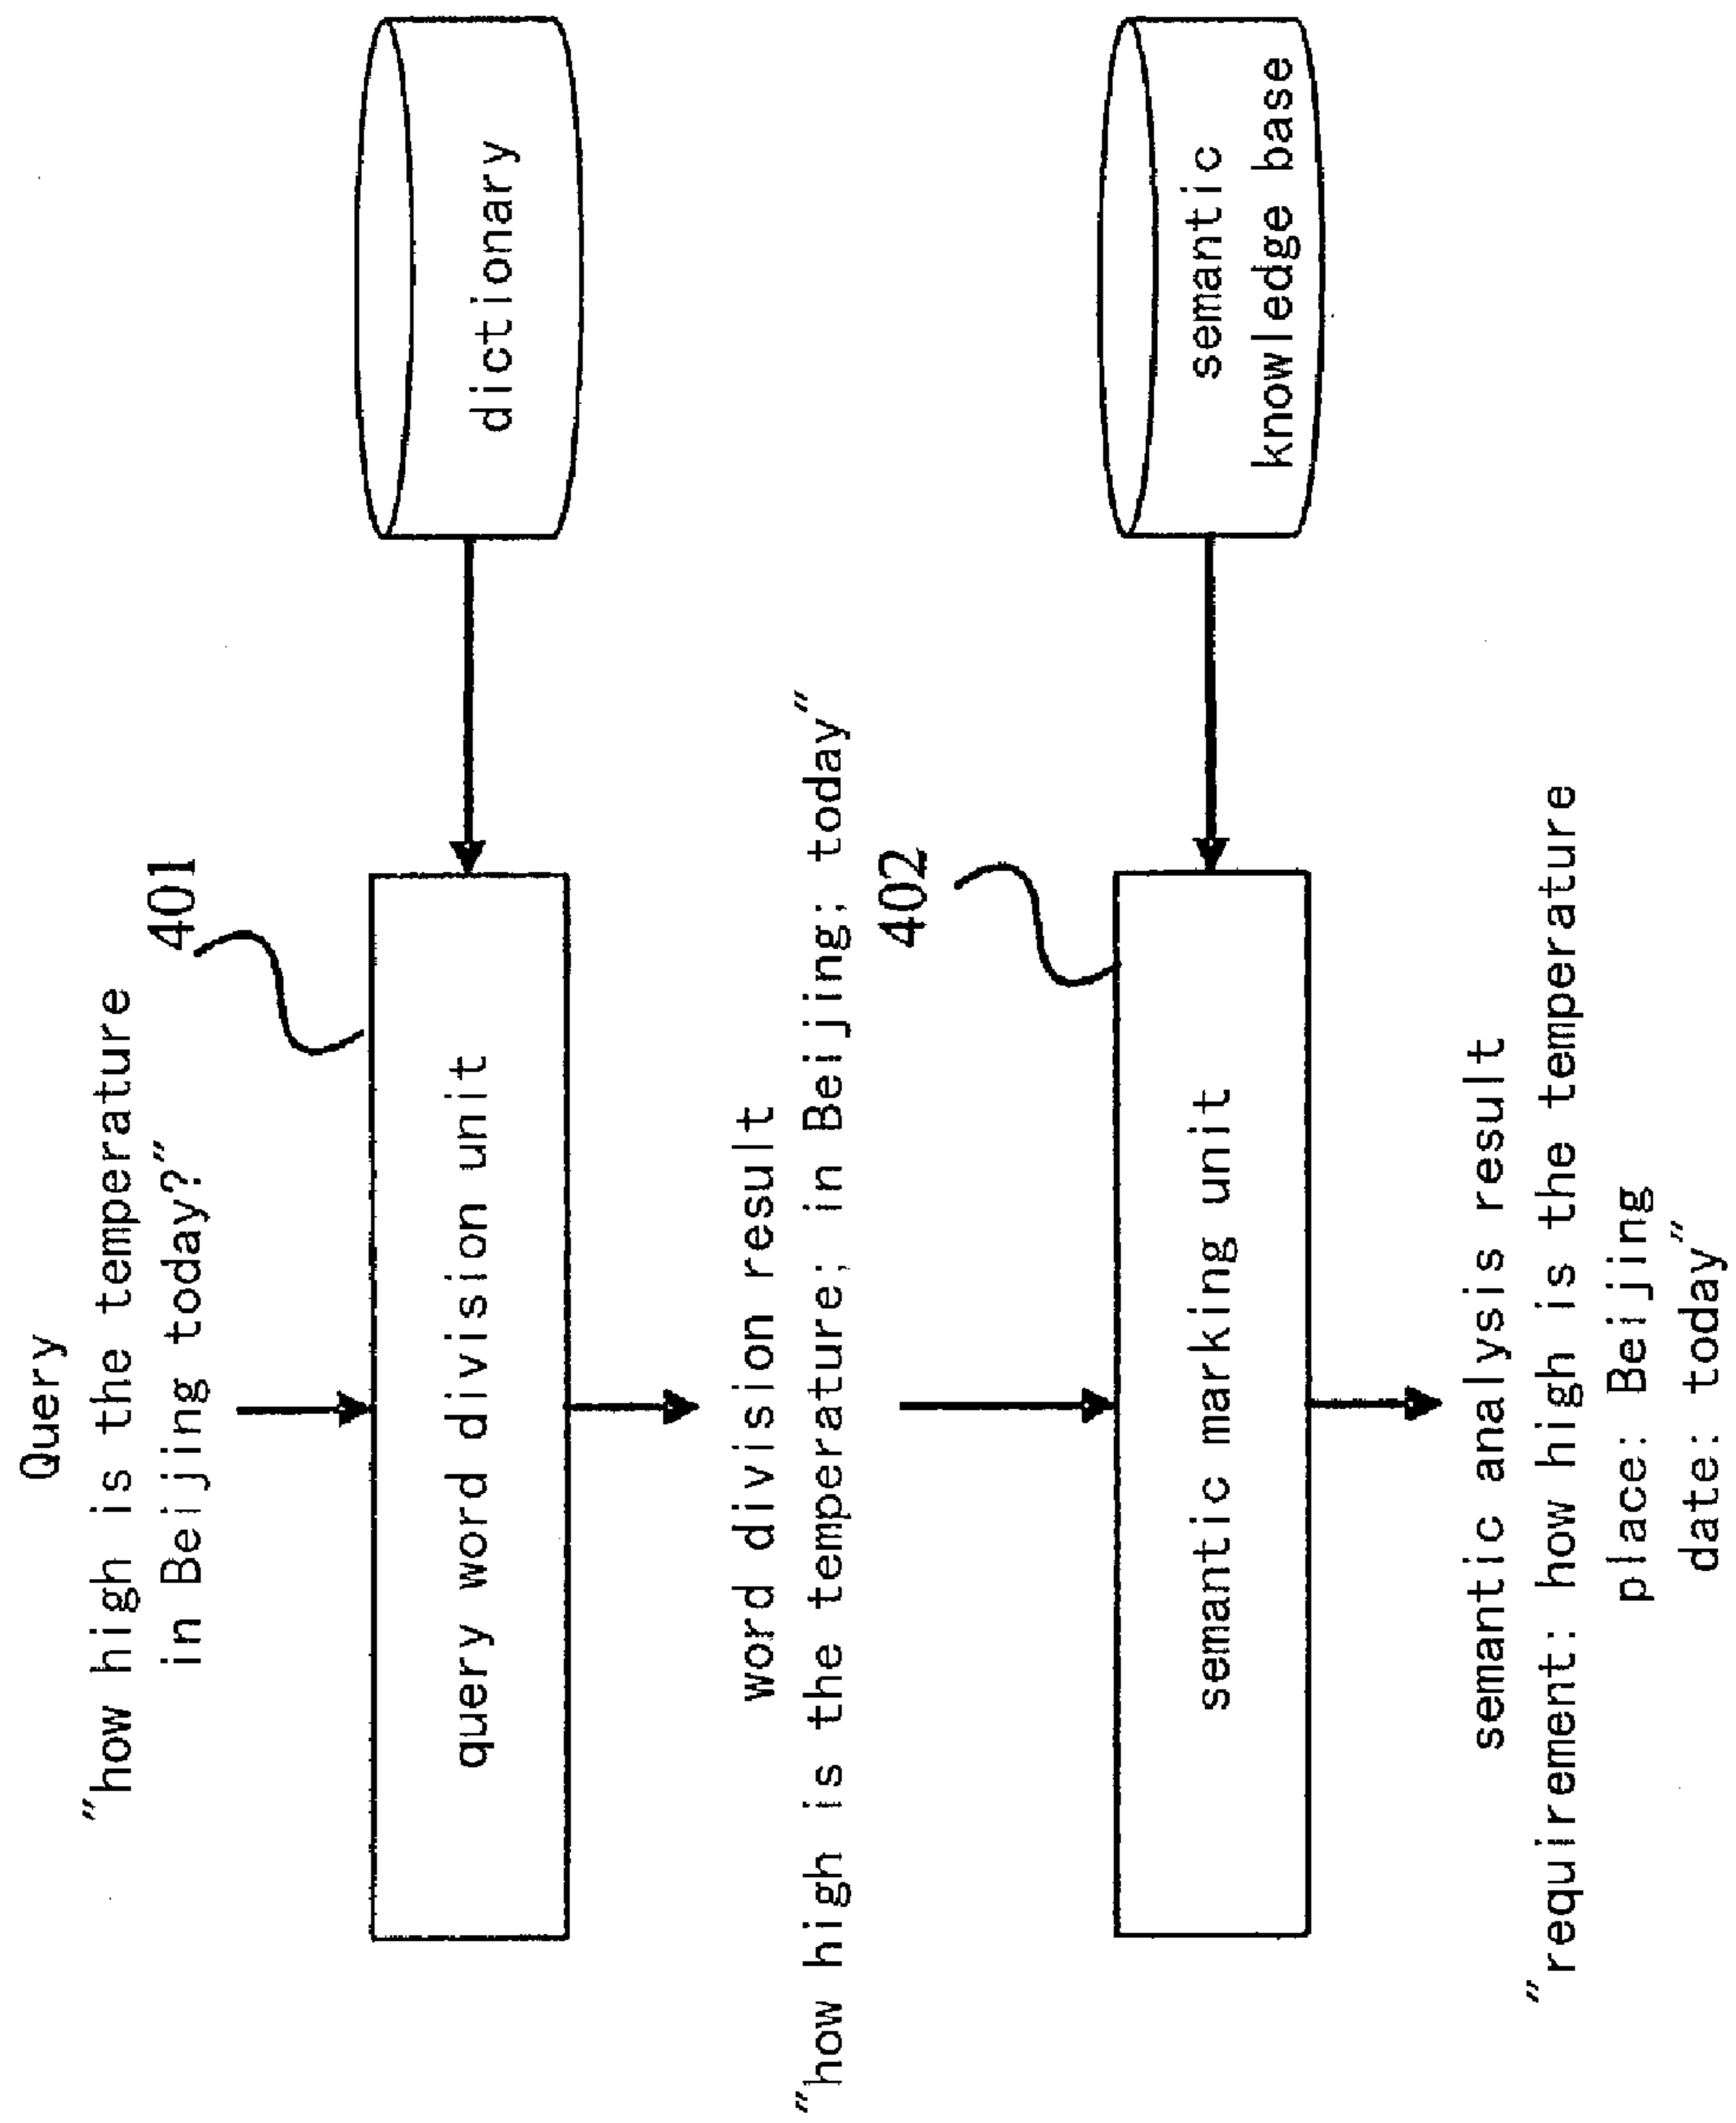 Query
"how high is the temperature
in Beijing today?"
401
query word division unit
dictionary
word division result
"how high is the temperature; in Beijing; today"
402
semantic marking unit
semantic
knowledge base
semantic analysis result
"requirement: how high is the temperature
place: Beijing
date: today"